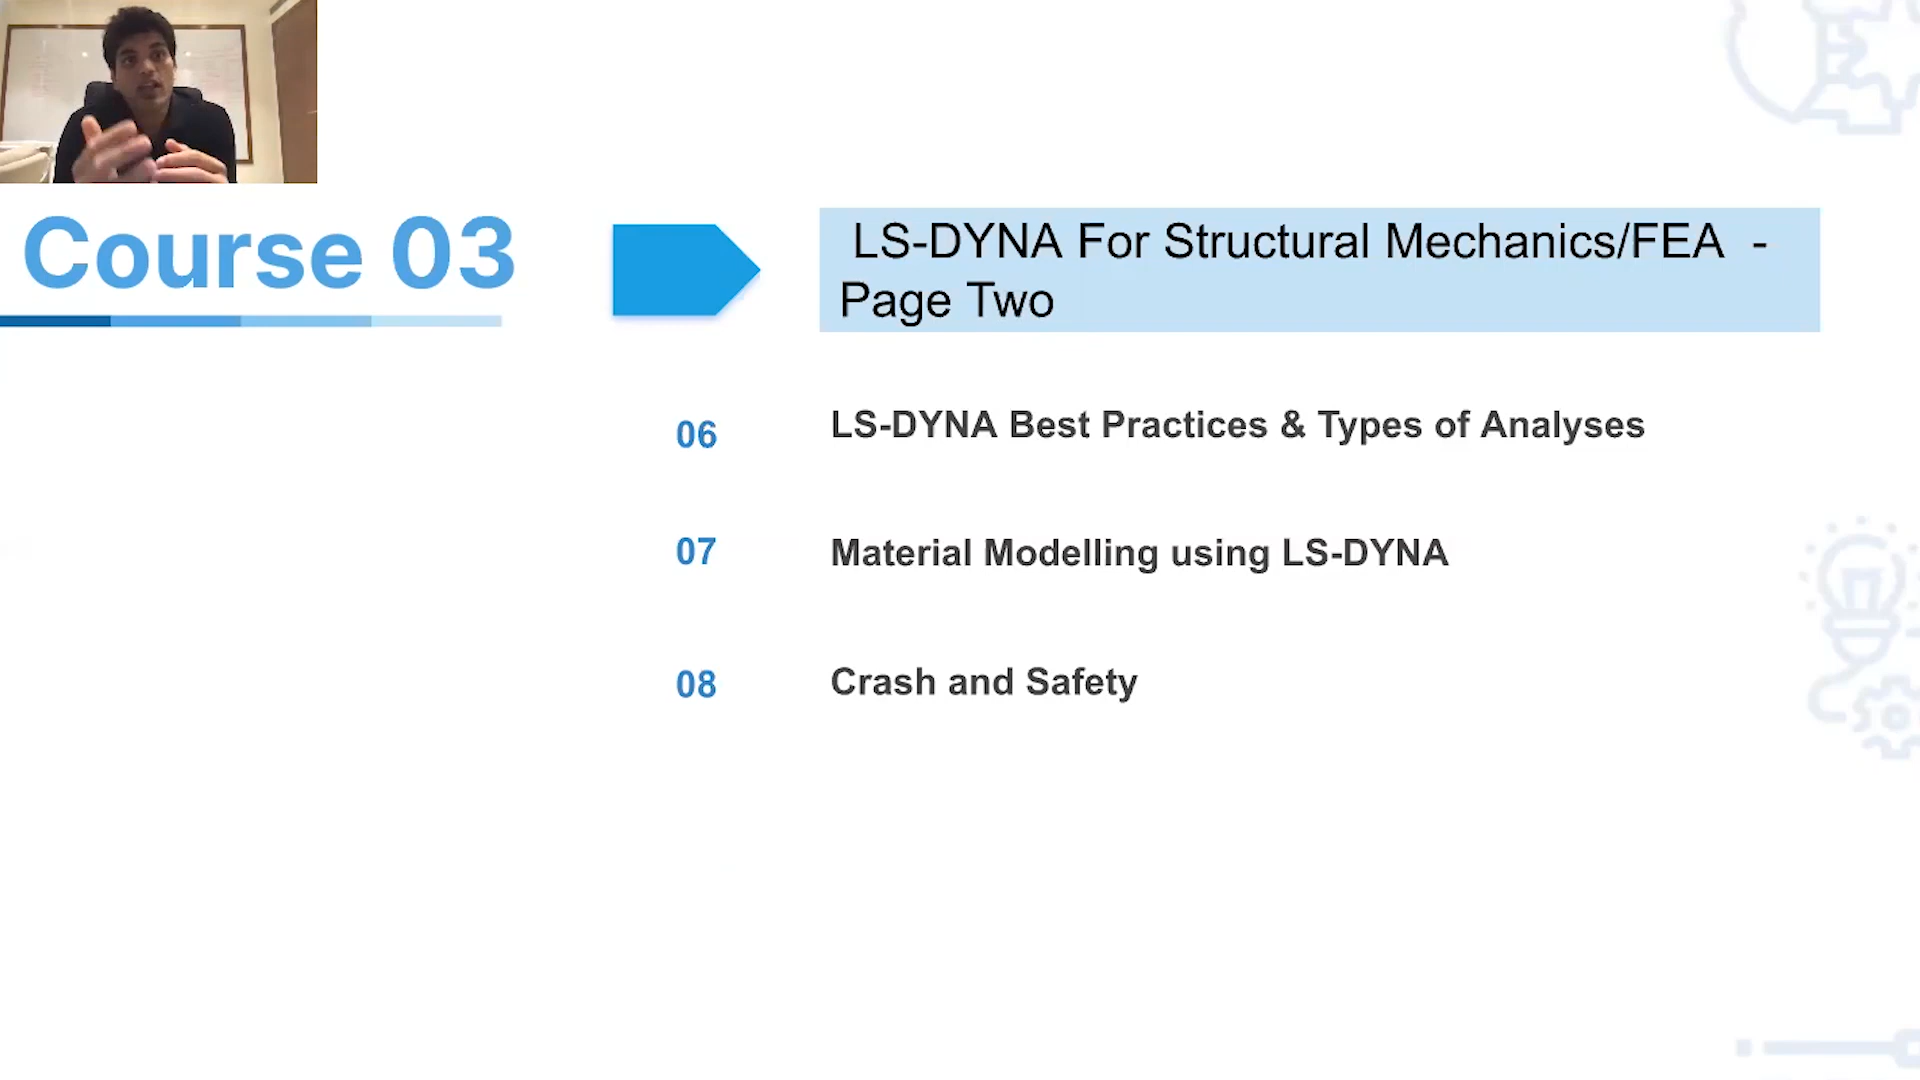 Course 03
LS-DYNA For Structural Mechanics/FEA -
Page Two
06 LS-DYNA Best Practices & Types of Analyses
07 Material Modelling using LS-DYNA
08 Crash and Safety